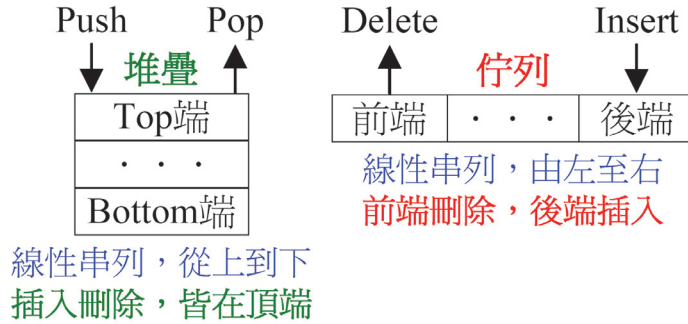 Push Pop
堆疊
Top端
· · ·
Bottom端
線性串列，從上到下
插入刪除，皆在頂端
Delete Insert
佇列
前端 · · · 後端
線性串列，由左至右
前端刪除，後端插入